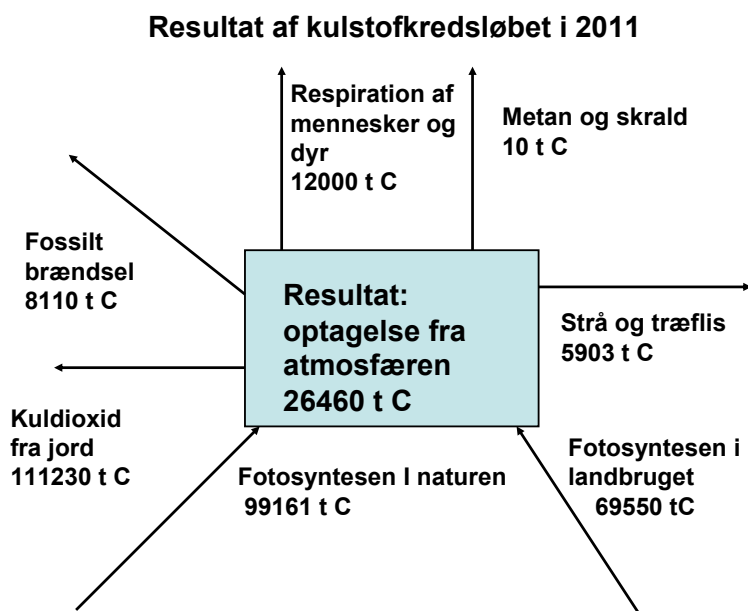 Resultat af kulstofkredsløbet i 2011
Respiration af
mennesker og
dyr
12000 t C
Metan og skrald
10 t C
Fossilt
brændsel
8110 t C
Resultat:
optagelse fra
atmosfæren
26460 t C
Strå og træflis
5903 t C
Kuldioxid
fra jord
111230 t C
Fotosyntesen I naturen
99161 t C
Fotosyntesen i
landbruget
69550 tC